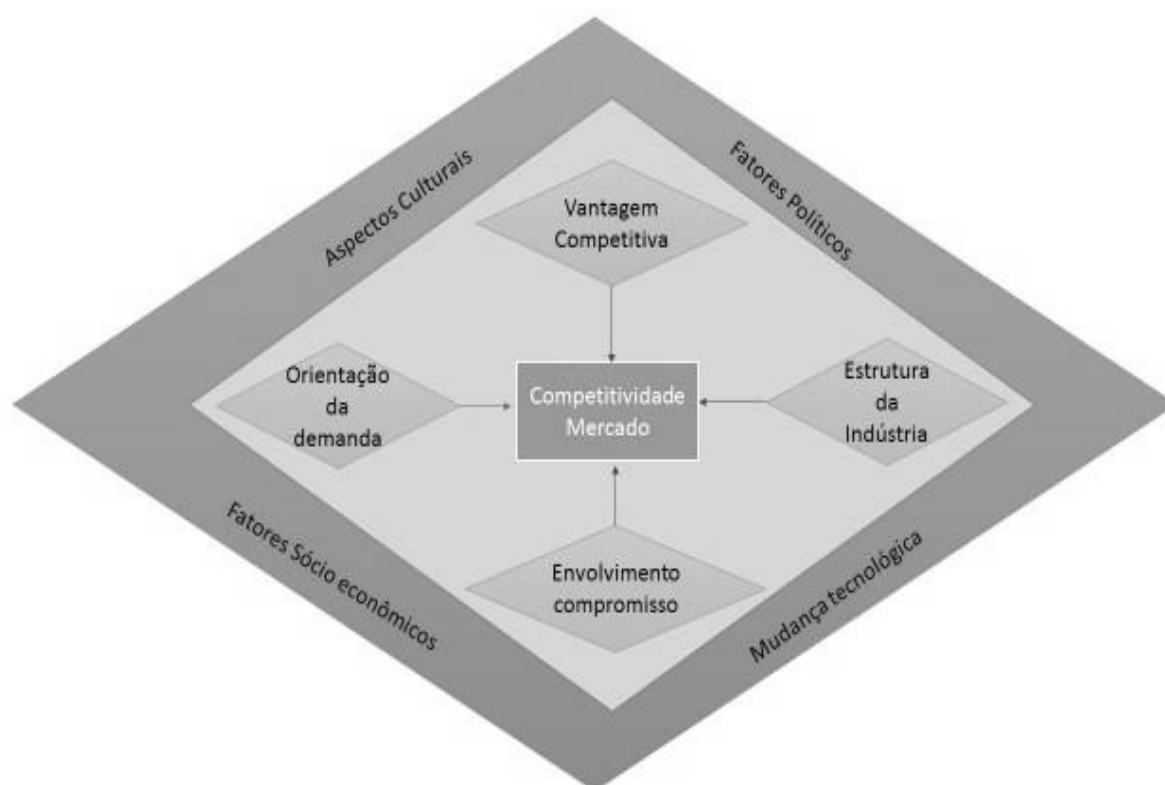 Aspectos Culturais
Fatores Políticos
Vantagem
Competitiva
Orientação
da
demanda
Competitividade
Mercado
Estrutura
da
Indústria
Envolvimento
compromisso
Fatores Sócio econômicos
Mudança tecnológica